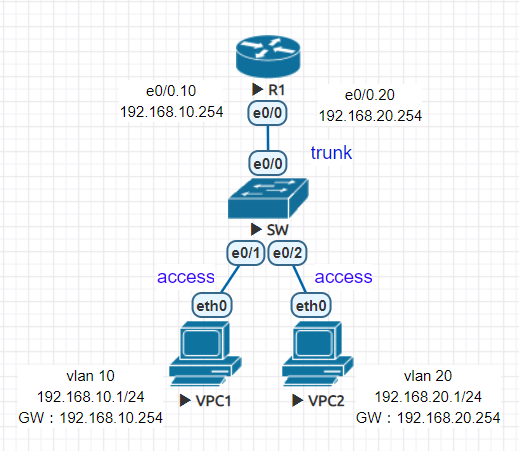 R1
e0/0.10
192.168.10.254
e0/0.20
192.168.20.254
e0/0
e0/0
trunk
SW
e0/1
e0/2
access
access
eth0
eth0
vlan 10
192.168.10.1/24
GW：192.168.10.254
VPC1
VPC2
vlan 20
192.168.20.1/24
GW：192.168.20.254